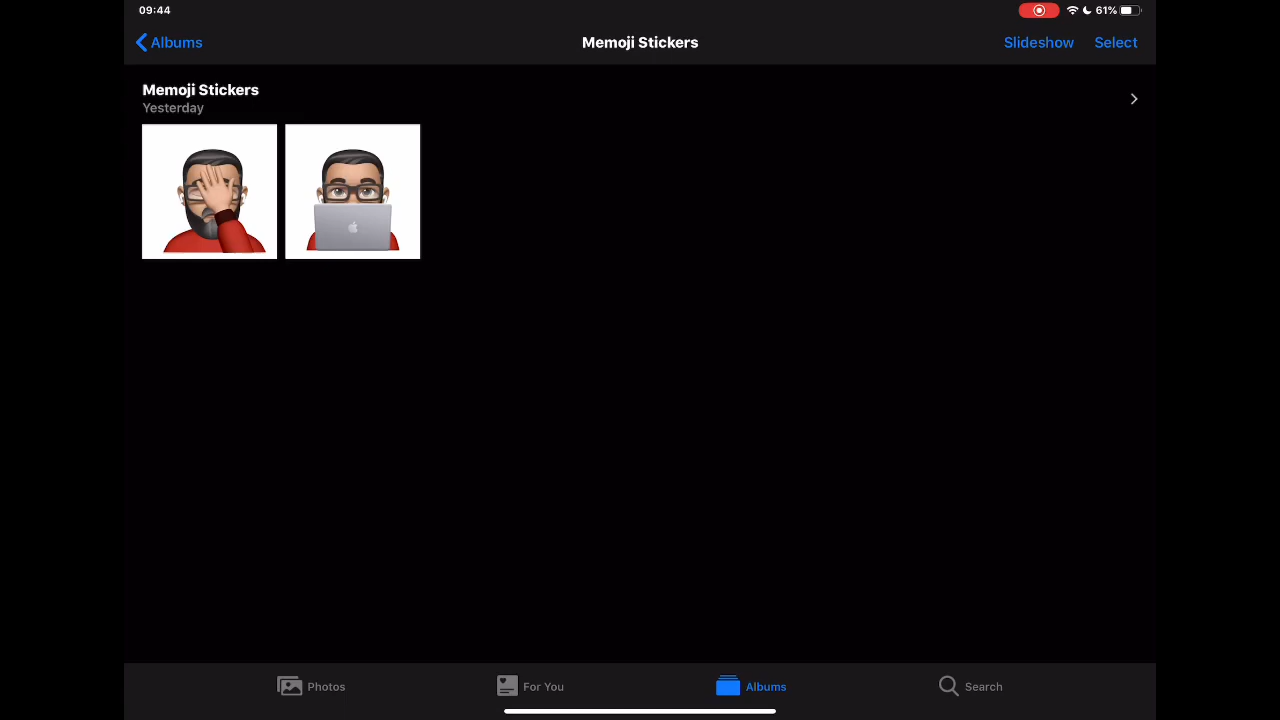 09:44
61%
Albums
Memoji Stickers
Slideshow
Select
Memoji Stickers
Yesterday
Photos
For You
Albums
Search